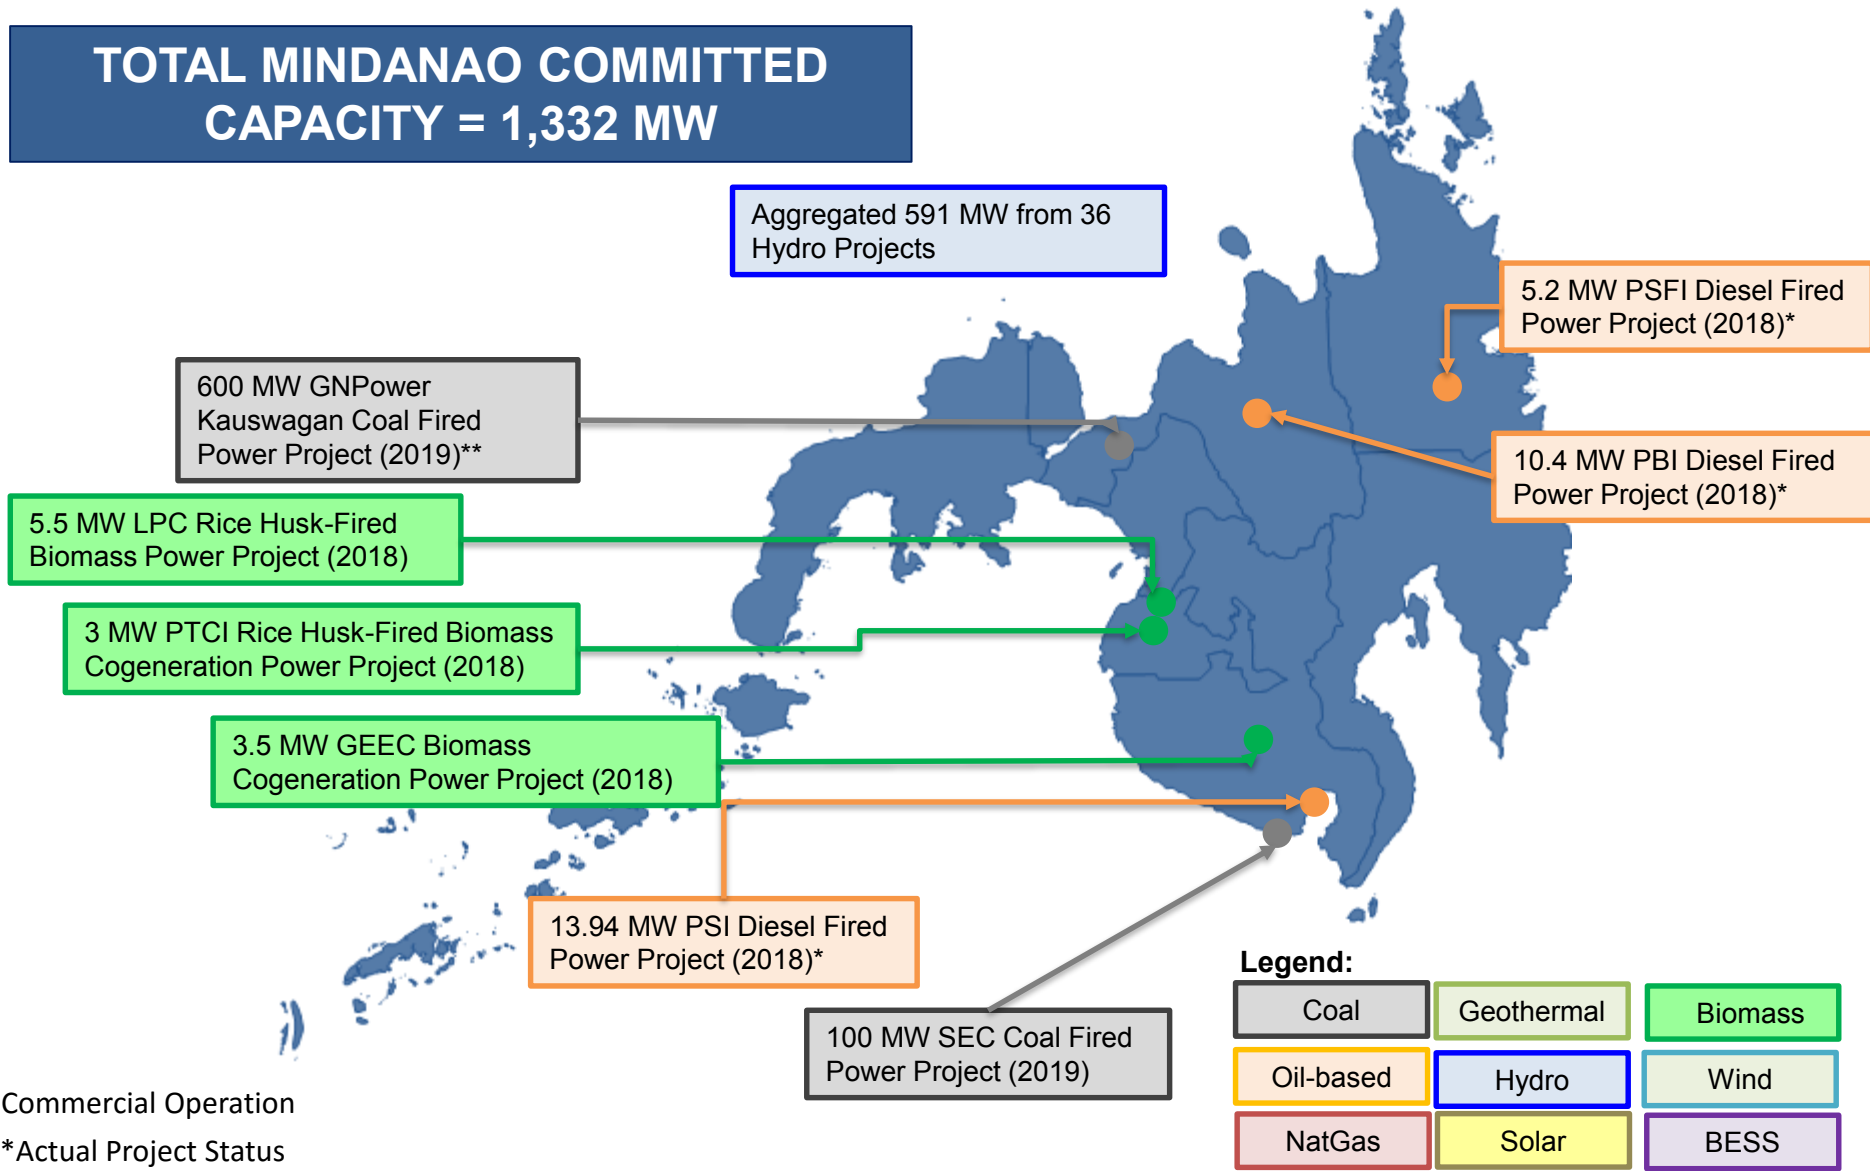 TOTAL MINDANAO COMMITTED
CAPACITY = 1,332 MW
Aggregated 591 MW from 36
Hydro Projects
5.2 MW PSFI Diesel Fired
Power Project (2018)*
600 MW GNPower
Kauswagan Coal Fired
Power Project (2019)**
10.4 MW PBI Diesel Fired
Power Project (2018)*
5.5 MW LPC Rice Husk-Fired
Biomass Power Project (2018)
3 MW PTCI Rice Husk-Fired Biomass
Cogeneration Power Project (2018)
3.5 MW GEEC Biomass
Cogeneration Power Project (2018)
13.94 MW PSI Diesel Fired
Power Project (2018)*
100 MW SEC Coal Fired
Power Project (2019)
Legend:
Coal
Geothermal
Biomass
Oil-based
Hydro
Wind
NatGas
Solar
BESS
Commercial Operation
*Actual Project Status